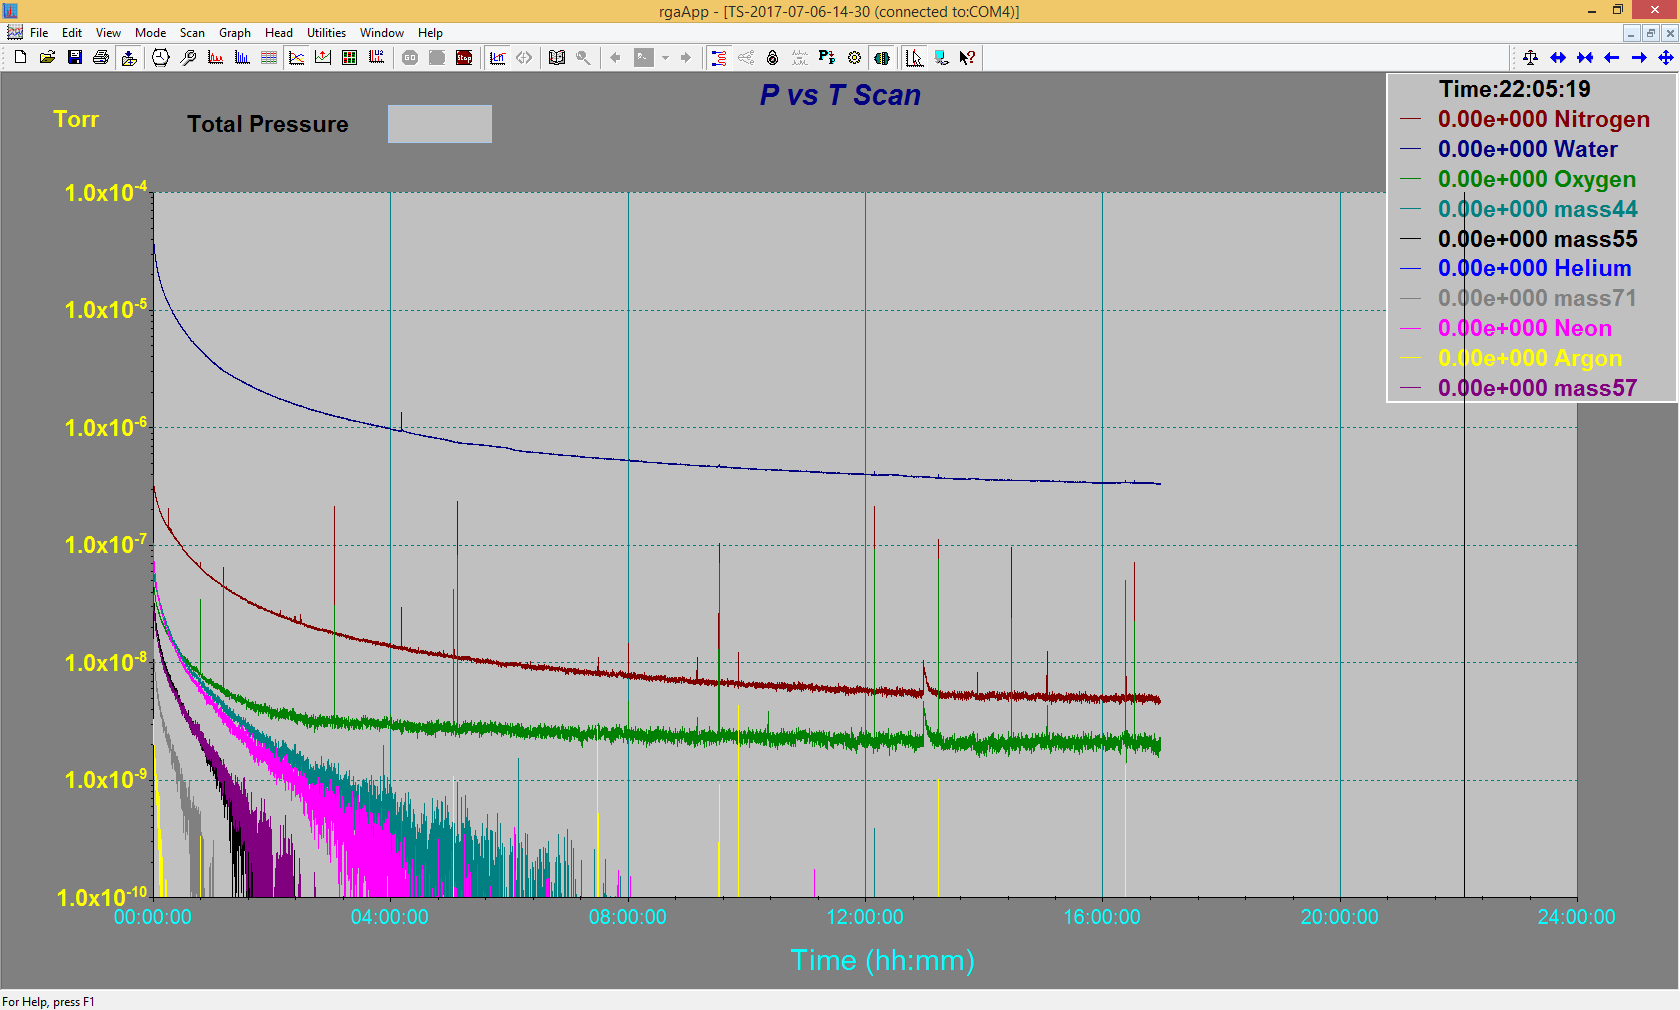 rgaApp - [TS-2017-07-06-14-30 (connected to:COM4)]
File Edit View Mode Scan Graph Head Utilities Window Help
GO Stop
P vs T Scan
Torr
Total Pressure
Time:22:05:19
0.00e+000 Nitrogen
0.00e+000 Water
0.00e+000 Oxygen
0.00e+000 mass44
0.00e+000 mass55
0.00e+000 Helium
0.00e+000 mass71
0.00e+000 Neon
0.00e+000 Argon
0.00e+000 mass57
1.0x10-4
1.0x10-5
1.0x10-6
1.0x10-7
1.0x10-8
1.0x10-9
1.0x10-10
00:00:00 04:00:00 08:00:00 12:00:00 16:00:00 20:00:00 24:00:00
Time (hh:mm)
For Help, press F1